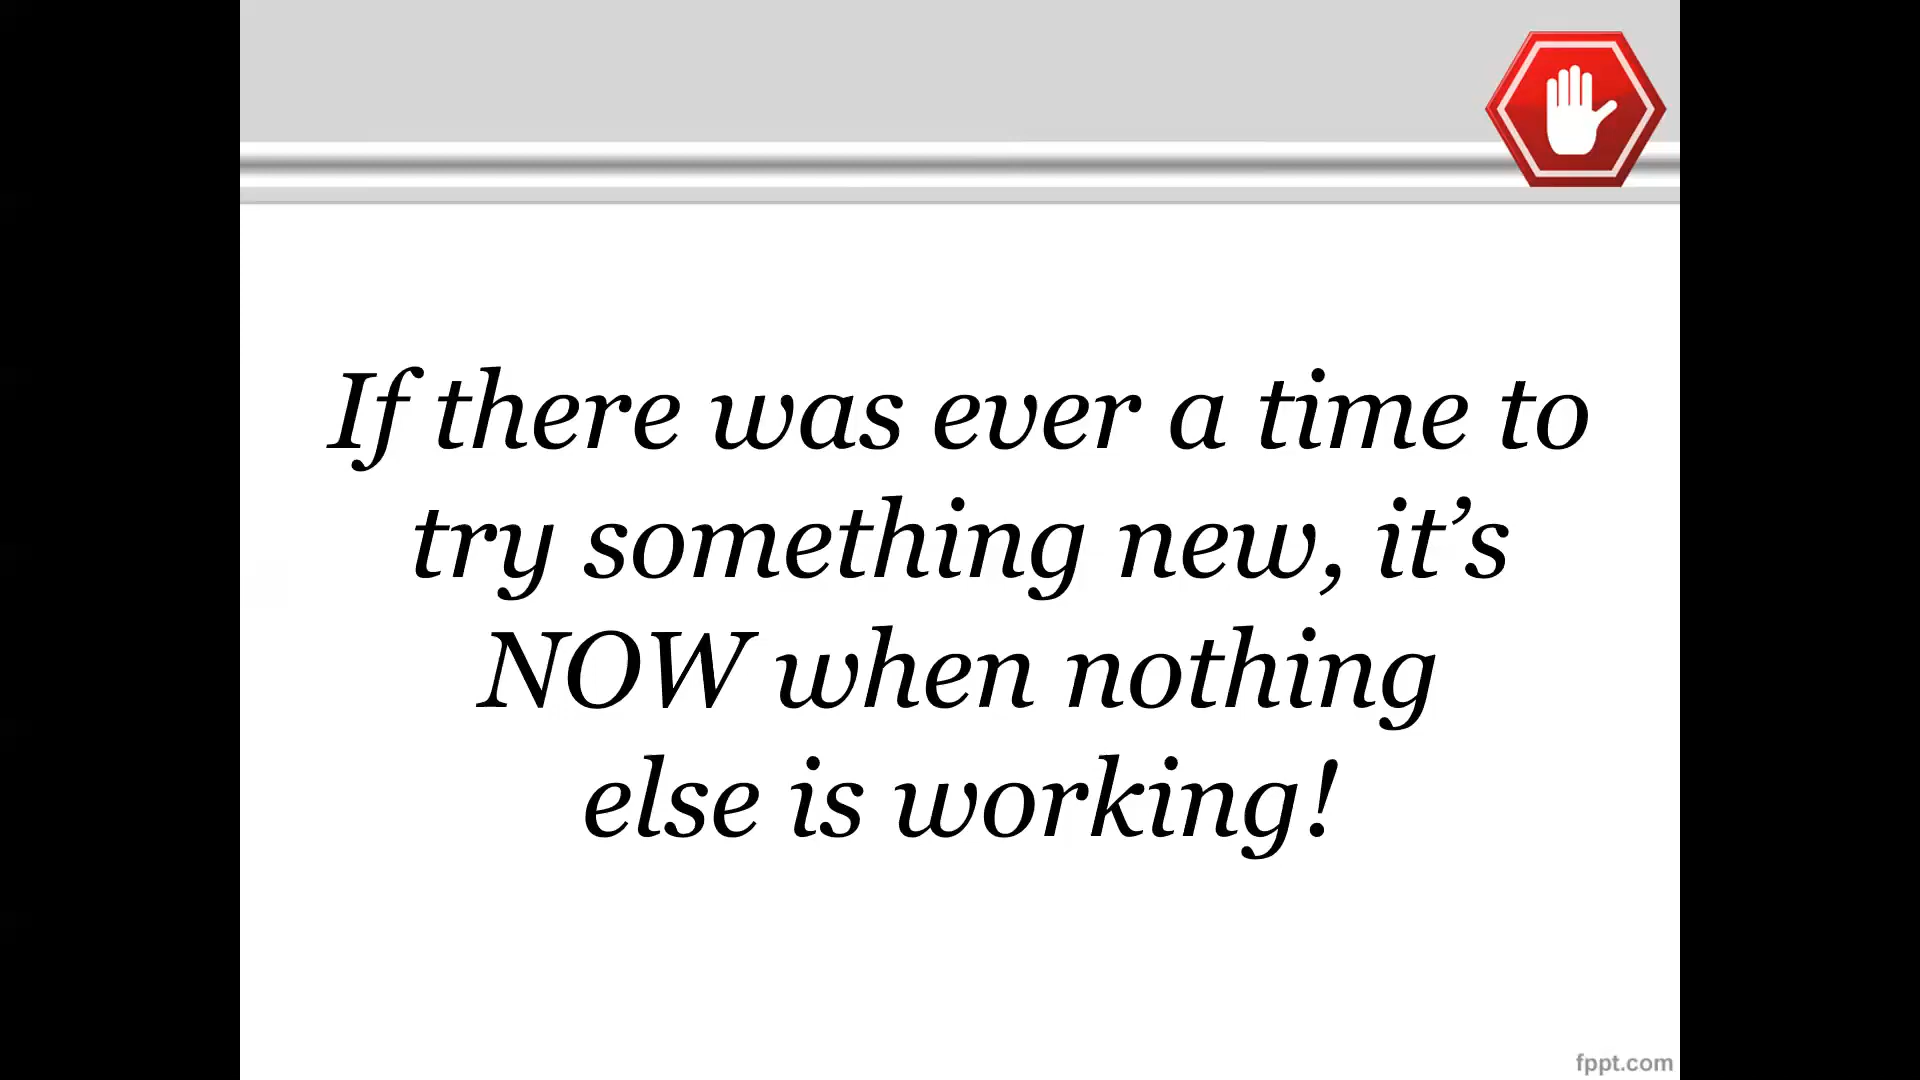 If there was ever a time to
try something new, it’s
NOW when nothing
else is working!
fppt.com